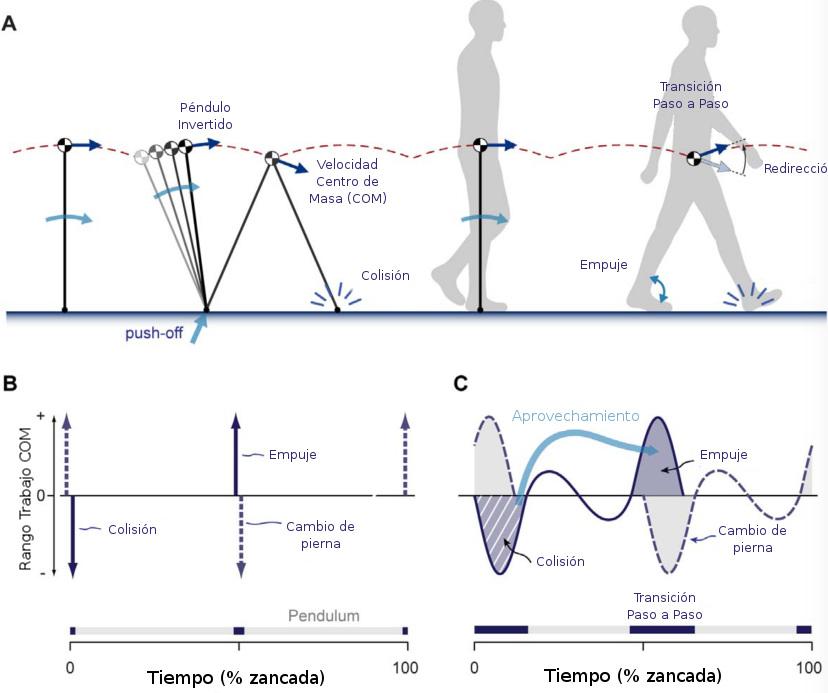 A
Péndulo
Invertido
Velocidad
Centro de
Masa (COM)
Colisión
push-off
Transición
Paso a Paso
Redirecció
Empuje
B
Rango Trabajo COM
+
0
-
Empuje
Colisión
Cambio de
pierna
Pendulum
0
100
Tiempo (% zancada)
C
Aprovechamiento
Empuje
Colisión
Cambio de
pierna
Transición
Paso a Paso
0
100
Tiempo (% zancada)